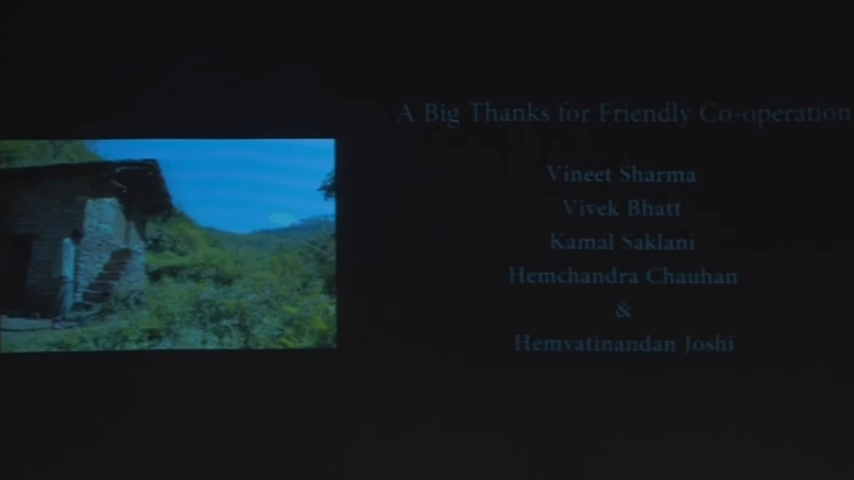 A Big Thanks for Friendly Co-operation
Vineet Sharma
Vivek Bhatt
Kamal Saklani
Hemchandra Chauhan
&
Hemvatinandan Joshi